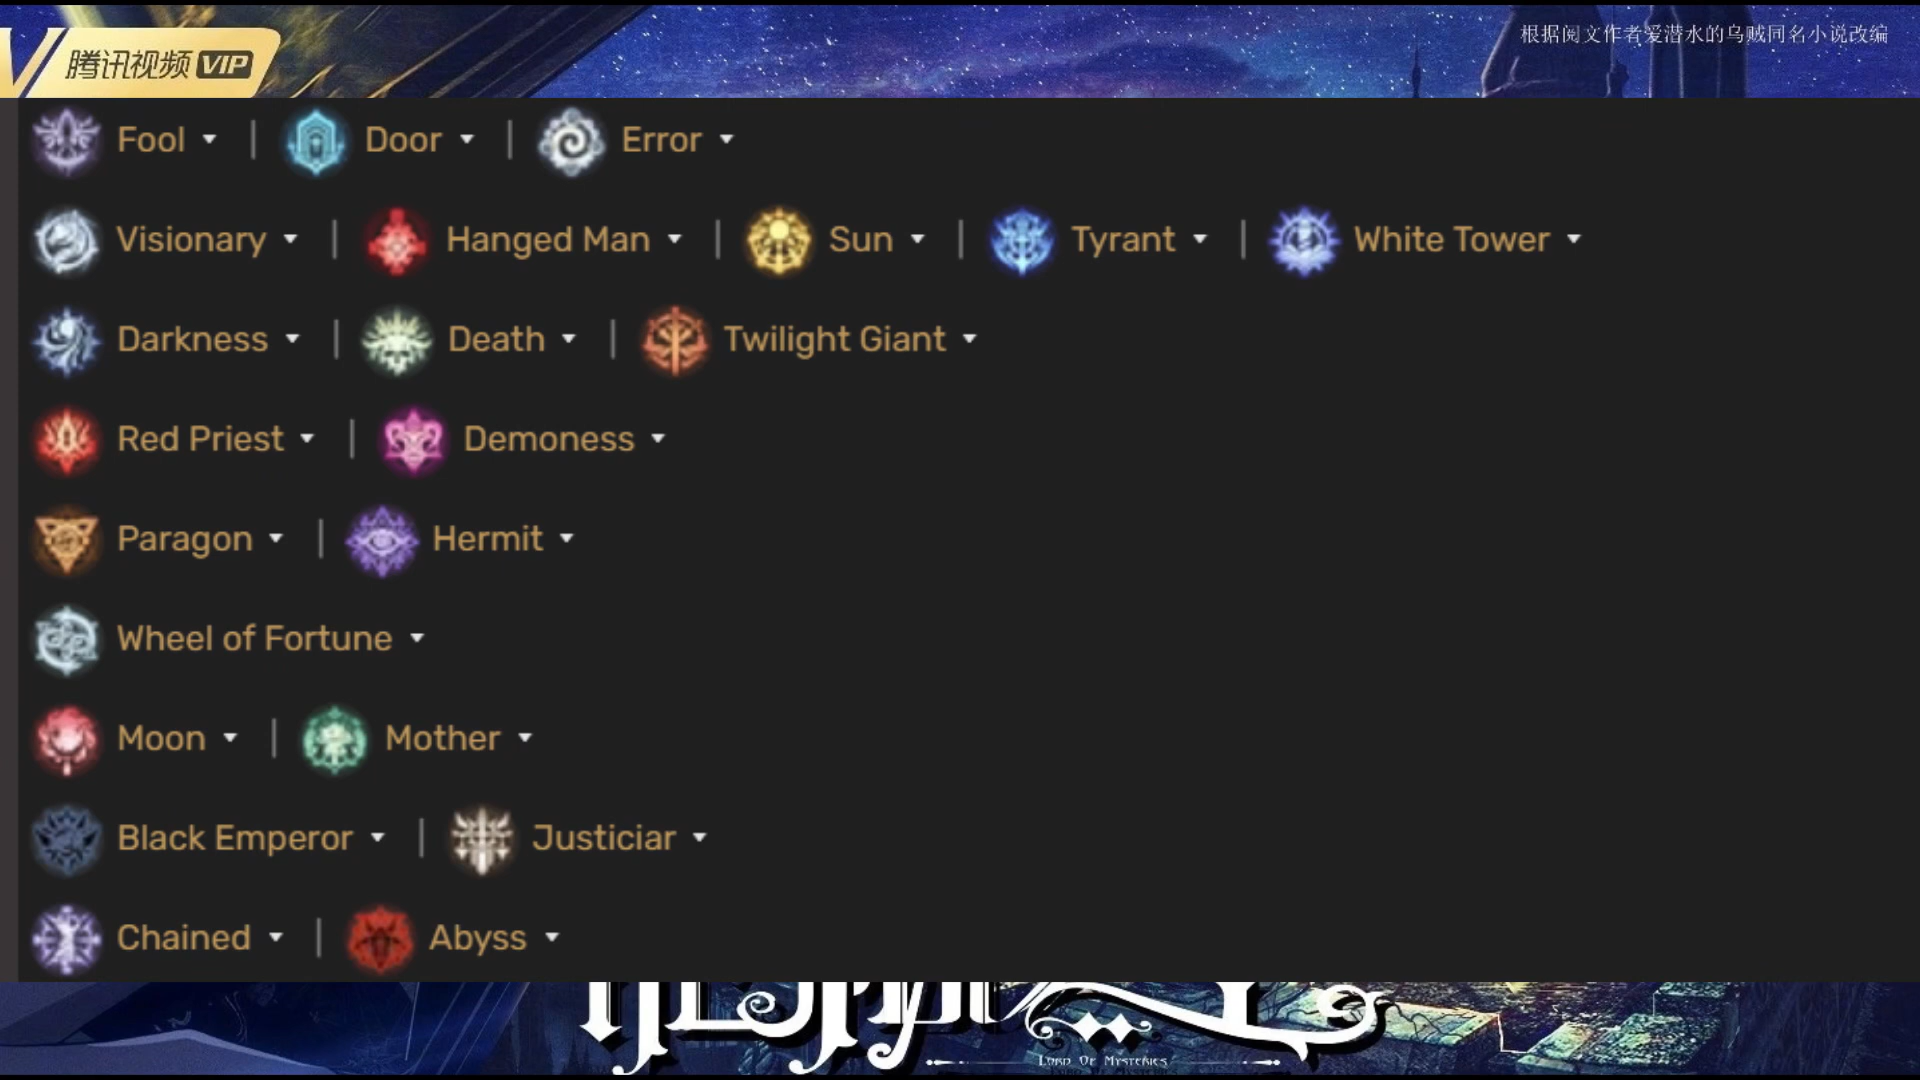 腾讯视频 VIP
根据阅文作者爱潜水的乌贼同名小说改编
Fool | Door | Error
Visionary | Hanged Man | Sun | Tyrant | White Tower
Darkness | Death | Twilight Giant
Red Priest | Demoness
Paragon | Hermit
Wheel of Fortune
Moon | Mother
Black Emperor | Justiciar
Chained | Abyss
LORD OF MYSTERIES